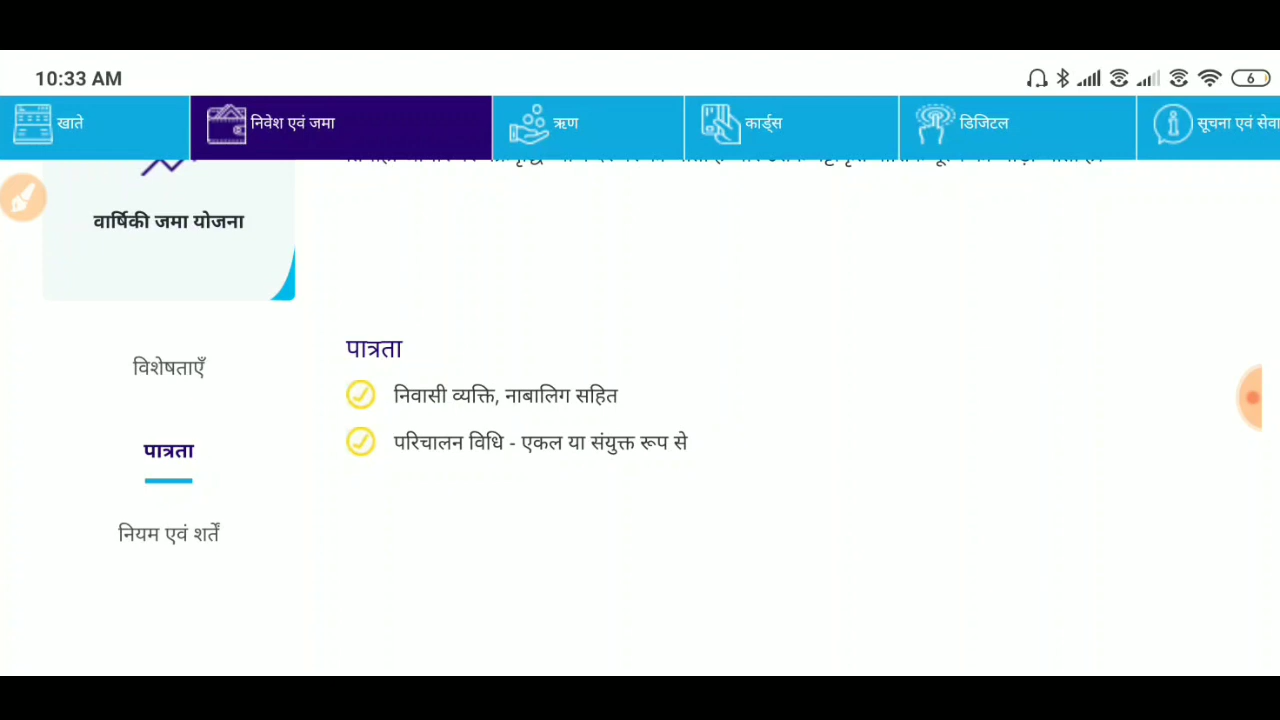 10:33 AM
6
खाते
निवेश एवं जमा
ऋण
कार्ड्स
डिजिटल
सूचना एवं सेवा
वार्षिकी जमा योजना
विशेषताएँ
पात्रता
नियम एवं शर्तें
पात्रता
निवासी व्यक्ति, नाबालिग सहित
परिचालन विधि - एकल या संयुक्त रूप से